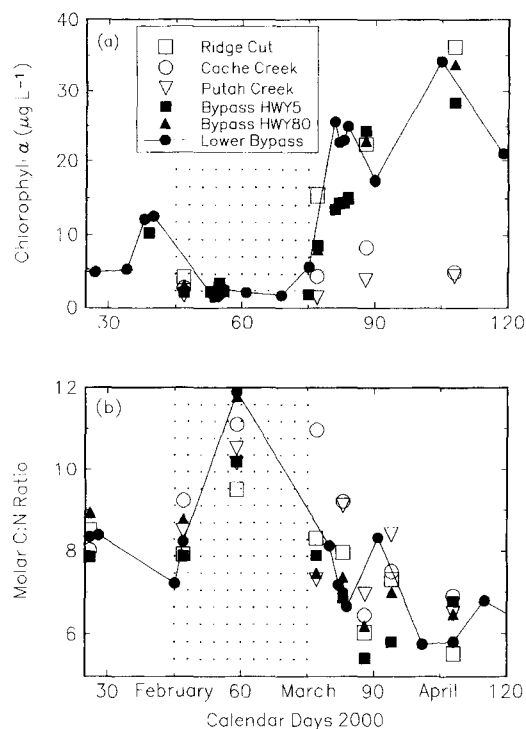 (a)
Ridge Cut
Cache Creek
Putah Creek
Bypass HWY5
Bypass HWY80
Lower Bypass
Chlorophyll-a (µg L⁻¹)
40
30
20
10
0
30
60
90
120
(b)
Molar C:N Ratio
12
10
8
6
30
February
60
March
90
April
120
Calendar Days 2000